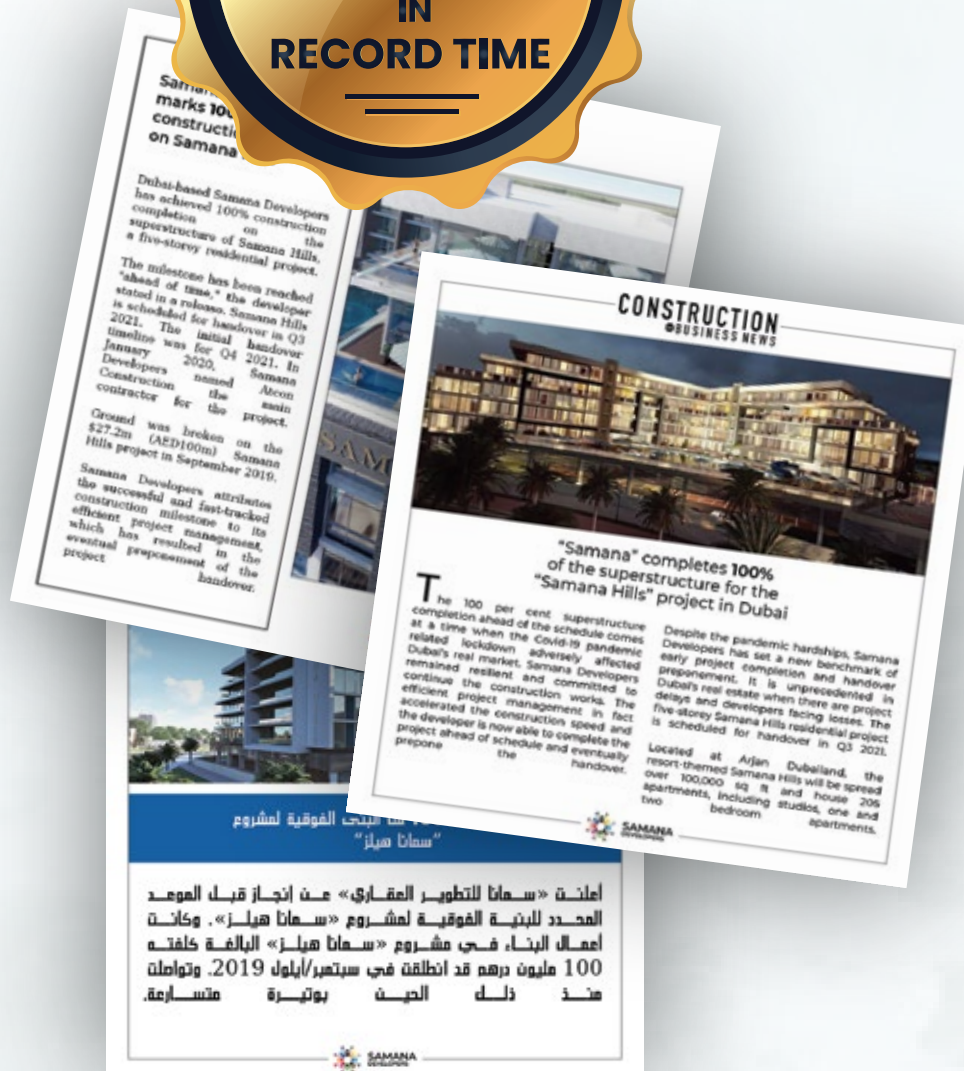 IN
RECORD TIME
marks
constructi
on Samana
Dubai-based Samana Developers
has achieved 100% construction
completion on the
superstructure of Samana Hills,
a five-storey residential project.
The milestone has been reached
"ahead of time," the developer
stated in a release. Samana Hills
is scheduled for handover in Q3
2021. The initial handover
timeline was for Q4 2021. In
January 2020, Samana
Developers named Atcon
Construction the main
contractor for the project.
Ground was broken on the
$27.2m (AED100m) Samana
Hills project in September 2019.
Samana Developers attributes
the successful and fast-tracked
construction milestone to its
efficient project management,
which has resulted in the
eventual preponement of the
project handover.
SAM
CONSTRUCTION
BUSINESS NEWS
"Samana" completes 100%
of the superstructure for the
"Samana Hills" project in Dubai
The 100 per cent superstructure
completion ahead of the schedule comes
at a time when the Covid-19 pandemic
related lockdown adversely affected
Dubai's real market. Samana Developers
remained resilient and committed to
continue the construction works. The
efficient project management in fact
accelerated the construction speed and
the developer is now able to complete the
project ahead of schedule and eventually
prepone the handover.
Despite the pandemic hardships, Samana
Developers has set a new benchmark of
early project completion and handover
preponement. It is unprecedented in
Dubai's real estate when there are project
delays and developers facing losses. The
five-storey Samana Hills residential project
is scheduled for handover in Q3 2021.
Located at Arjan Dubailand, the
resort-themed Samana Hills will be spread
over 100,000 sq ft and house 206
apartments, including studios, one and
two bedroom apartments.
SAMANA
DEVELOPERS
الفوقية لمشروع
"سمانا هيلز"
أعلنت «سمانا للتطوير العقاري» عن إنجاز قبل الموعد
المحدد للبنية الفوقية لمشروع «سمانا هيلز». وكانت
أعمال البناء في مشروع «سمانا هيلز» البالغة كلفته
100 مليون درهم قد انطلقت في سبتمبر/أيلول 2019. وتواصلت
منذ ذلك الحين بوتيرة متسارعة.
SAMANA
DEVELOPERS